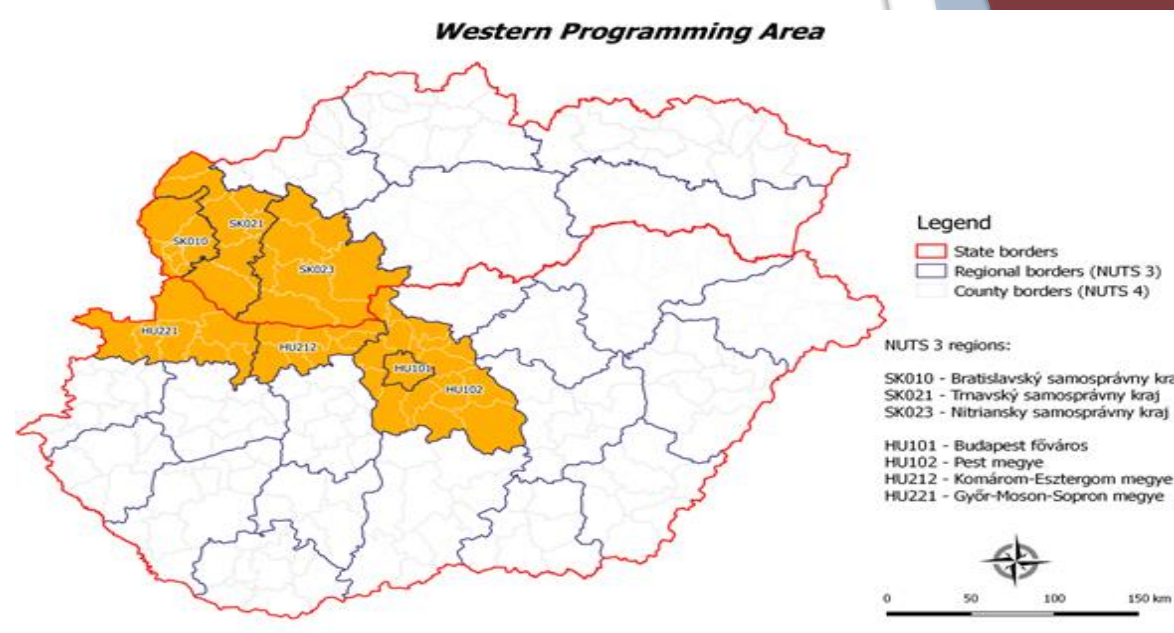 Western Programming Area
SK021
SK010
SK023
HU221
HU212
HU101
HU102
Legend
State borders
Regional borders (NUTS 3)
County borders (NUTS 4)
NUTS 3 regions:
SK010 - Bratislavský samosprávny kra
SK021 - Trnavský samosprávny kraj
SK023 - Nitriansky samosprávny kraj
HU101 - Budapest főváros
HU102 - Pest megye
HU212 - Komárom-Esztergom megye
HU221 - Győr-Moson-Sopron megye
0 50 100 150 km